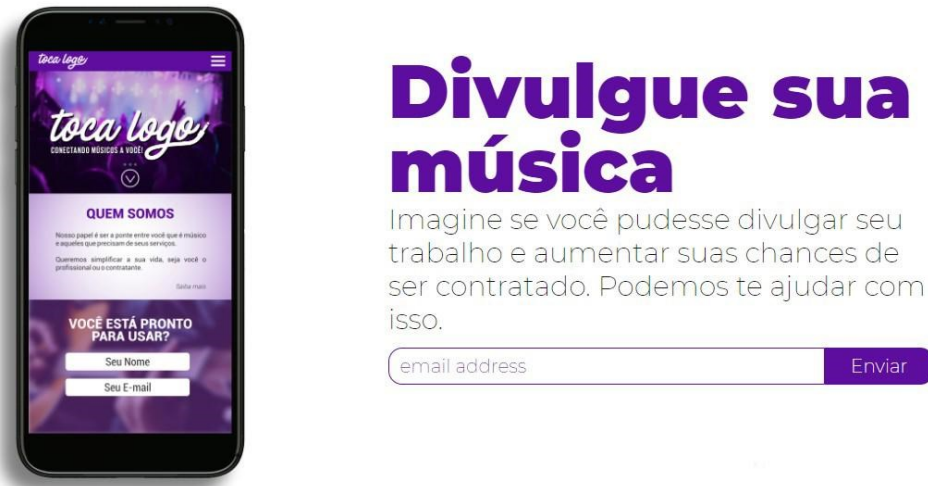 toca logo
toca logo
CONECTANDO MÚSICOS A VOCÊ!
QUEM SOMOS
Nosso papel é ser a ponte entre você que é músico
e aqueles que precisam de seus serviços.
Queremos simplificar a sua vida, seja você o
profissional ou o contratante.
Saiba mais
VOCÊ ESTÁ PRONTO
PARA USAR?
Seu Nome
Seu E-mail
Divulgue sua
música
Imagine se você pudesse divulgar seu
trabalho e aumentar suas chances de
ser contratado. Podemos te ajudar com
isso.
email address
Enviar